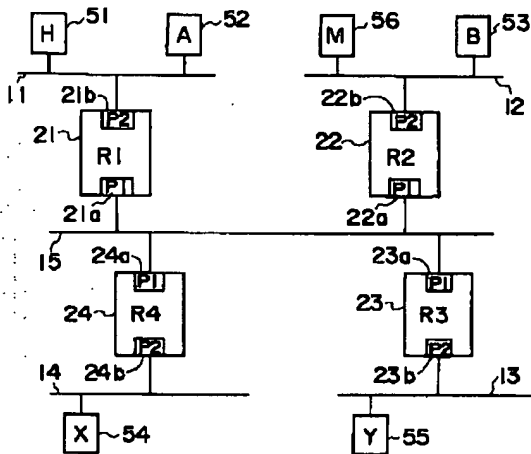 H 51 A 52 M 56 B 53
11 21b P2 22b P2 12
21 R1 22 R2
P1 P1
21a 22a
15 24a 23a
P1 P1
24 R4 23 R3
P2 P2
14 24b 23b 13
X 54 Y 55